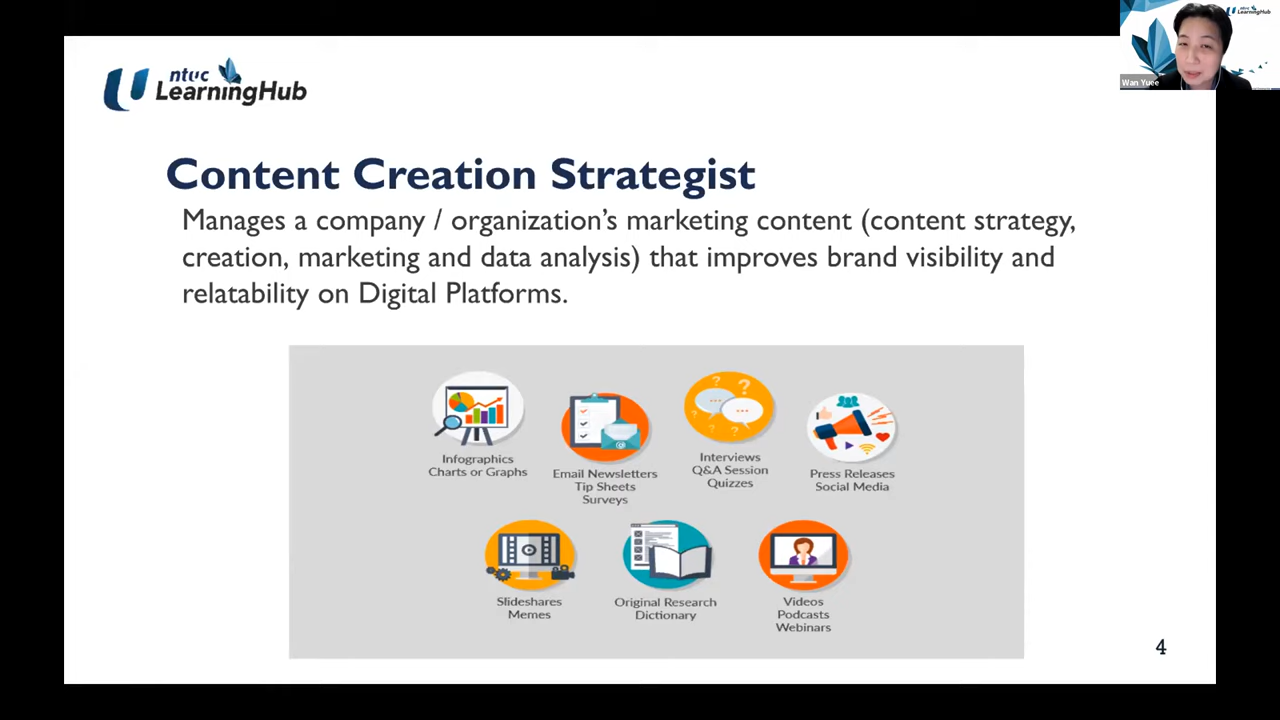 ntuc
LearningHub
ntuc
LearningHub
Wan Yuee
Content Creation Strategist
Manages a company / organization’s marketing content (content strategy,
creation, marketing and data analysis) that improves brand visibility and
relatability on Digital Platforms.
Infographics
Charts or Graphs
Email Newsletters
Tip Sheets
Surveys
Interviews
Q&A Session
Quizzes
Press Releases
Social Media
Slideshares
Memes
Original Research
Dictionary
Videos
Podcasts
Webinars
4